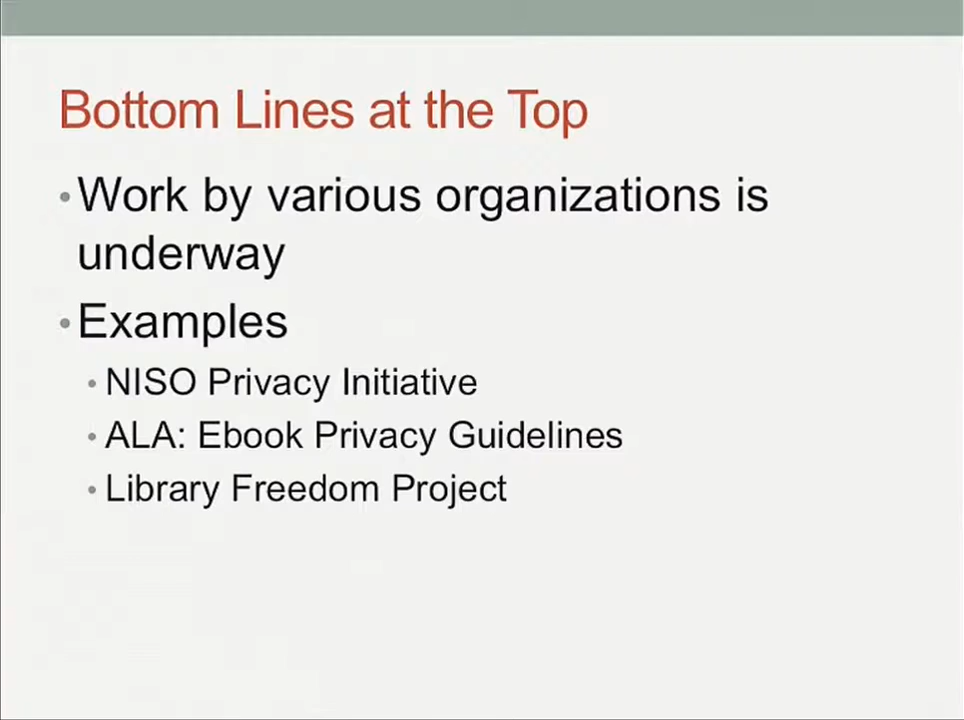 Bottom Lines at the Top
•Work by various organizations is
underway
•Examples
• NISO Privacy Initiative
• ALA: Ebook Privacy Guidelines
• Library Freedom Project